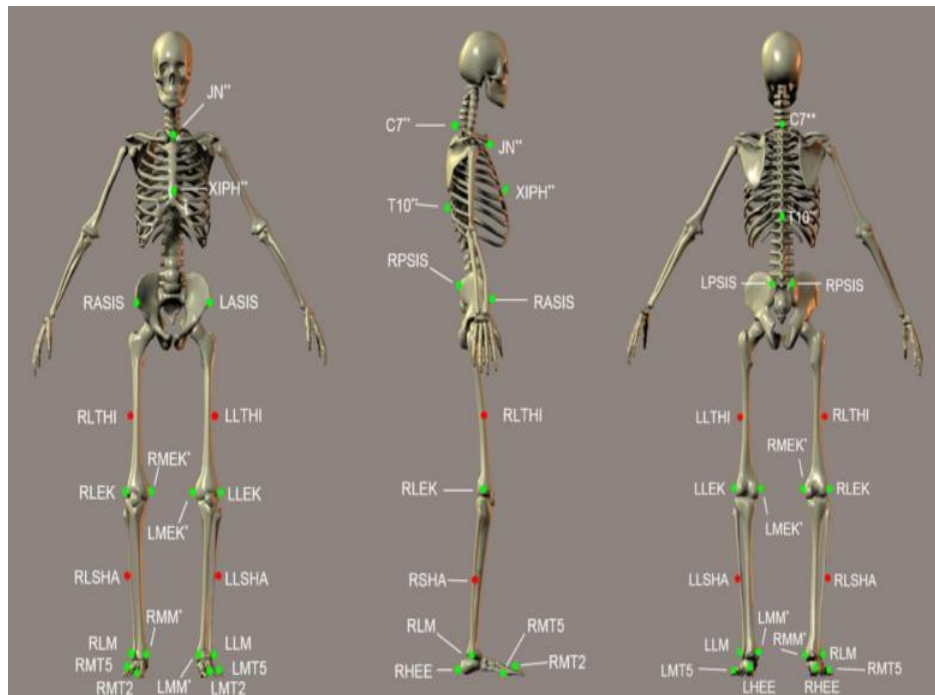 JN**
XIPH**
RASIS
LASIS
RLTHI
LLTHI
RMEK*
RLEK
LLEK
LMEK*
RLSHA
LLSHA
RMM*
RLM
LLM
RMT5
LMT5
RMT2
LMM*
LMT2
C7**
JN**
XIPH**
T10**
RPSIS
RASIS
RLTHI
RLEK
RSHA
RLM
RMT5
RHEE
RMT2
C7**
T10**
LPSIS
RPSIS
LLTHI
RLTHI
RMEK*
LLEK
RLEK
LMEK*
LLSHA
RLSHA
LMM*
LLM
RMM*
RLM
LMT5
RMT5
LHEE
RHEE